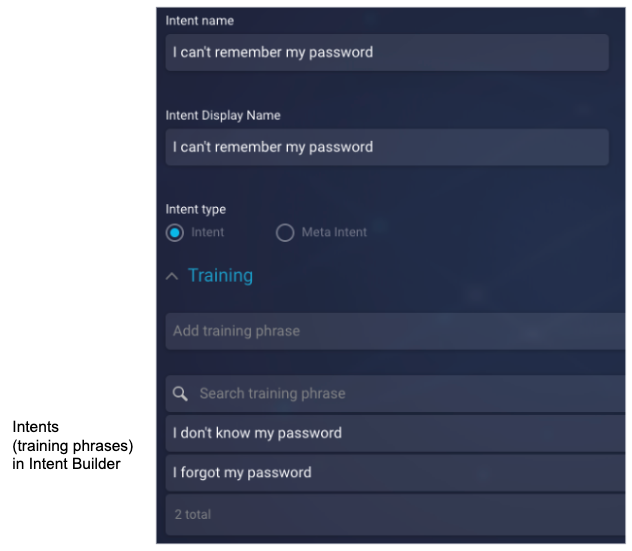 Intent name
I can't remember my password
Intent Display Name
I can't remember my password
Intent type
Intent
Meta Intent
Training
Add training phrase
Search training phrase
I don't know my password
I forgot my password
2 total
Intents
(training phrases)
in Intent Builder